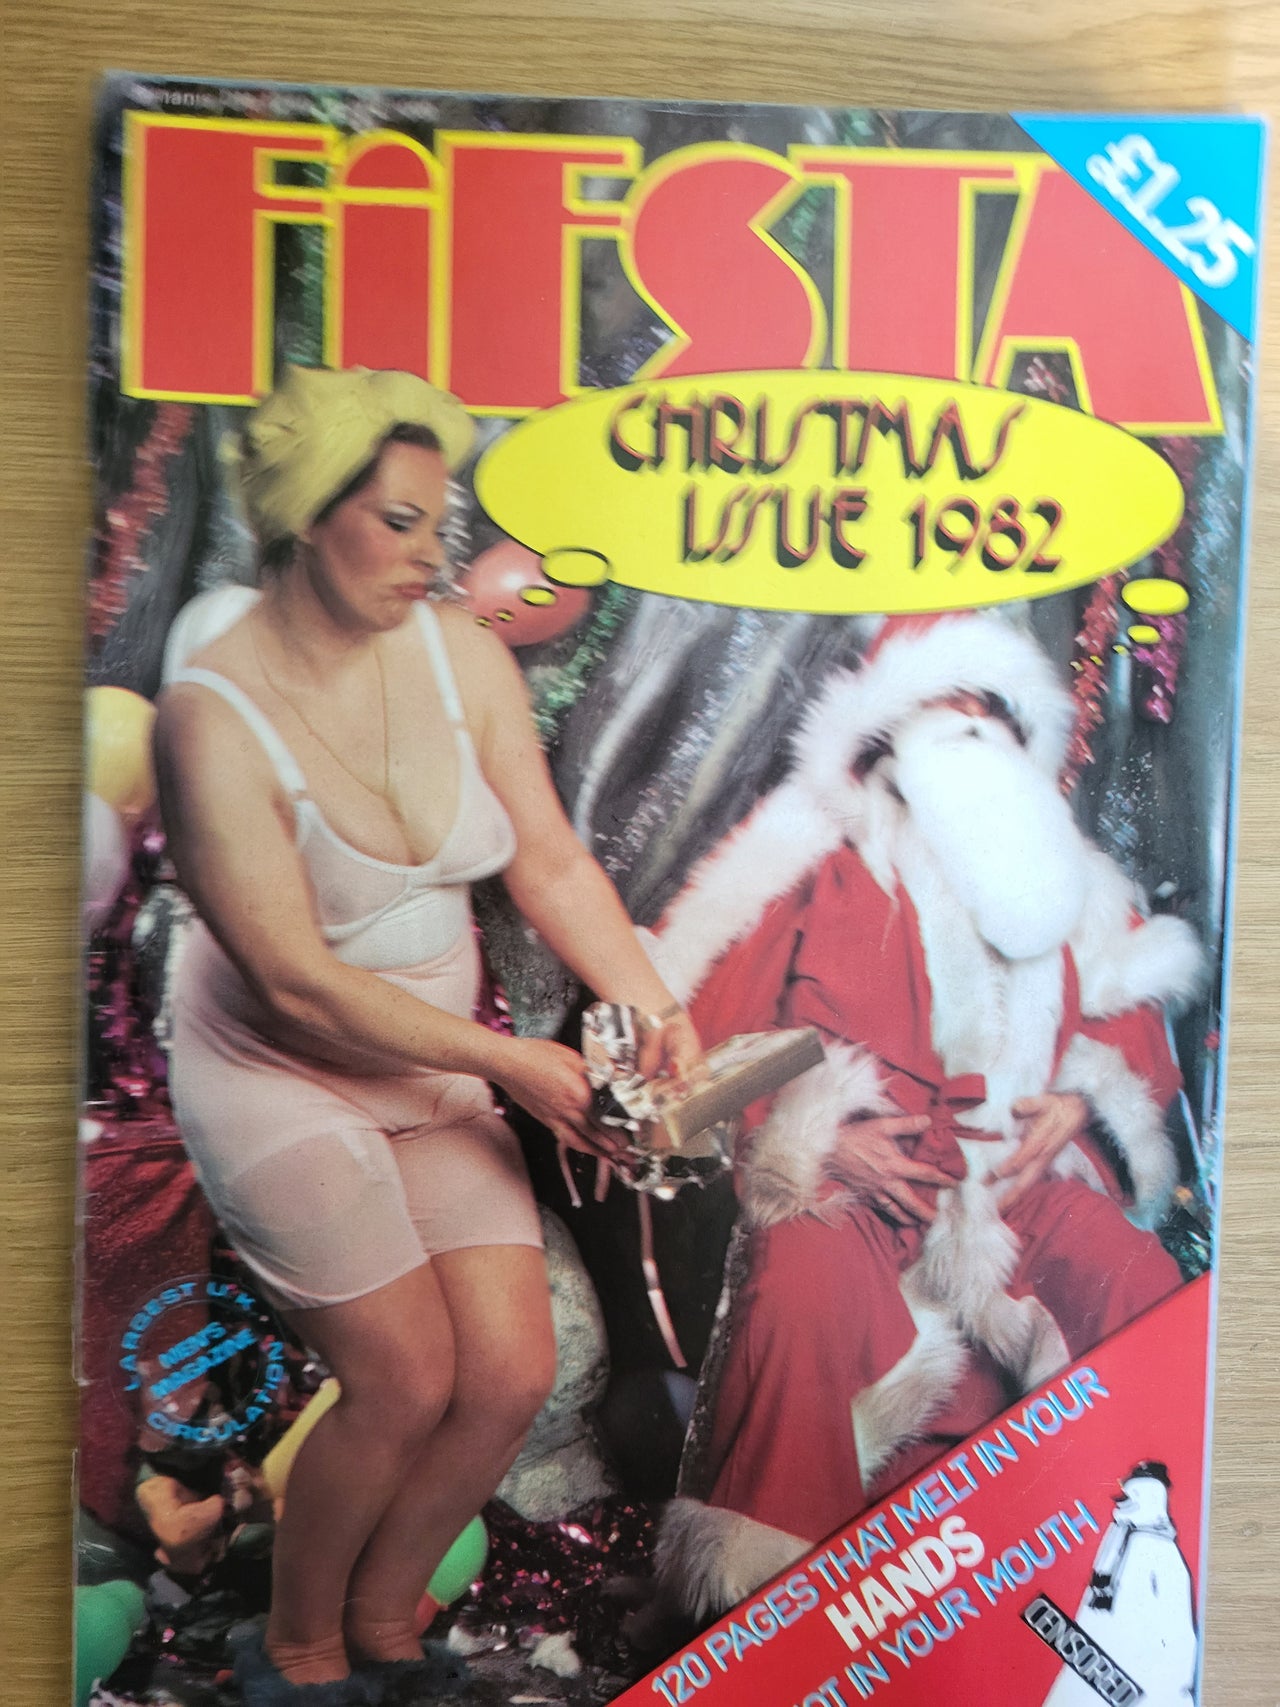 FiESTA
£1.25
CHRISTMAS
ISSUE 1982
LARGEST U.K
MEN'S
MAGAZINE
CIRCULATION
120 PAGES THAT MELT IN YOUR
HANDS
NOT IN YOUR MOUTH
CENSORED